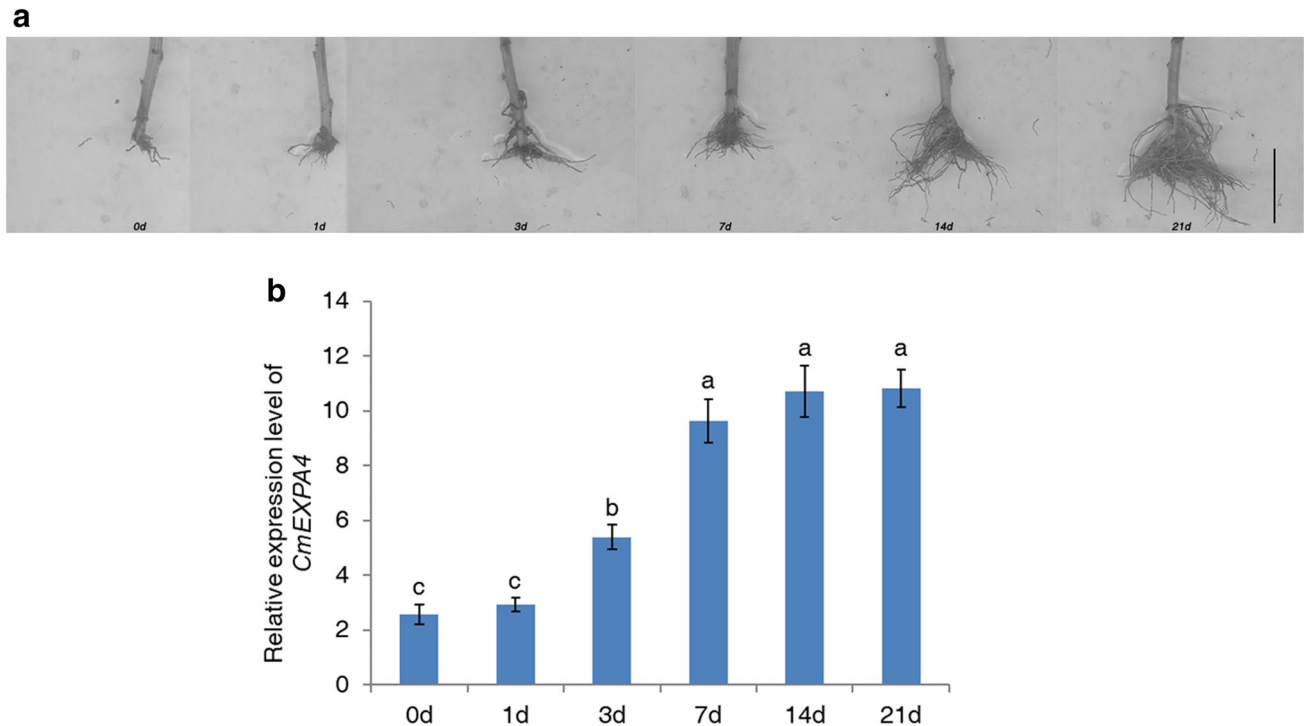 a
0d 1d 3d 7d 14d 21d
b
Relative expression level of
CmEXPA4
14
12
10
8
6
4
2
0
c c b a a a
0d 1d 3d 7d 14d 21d